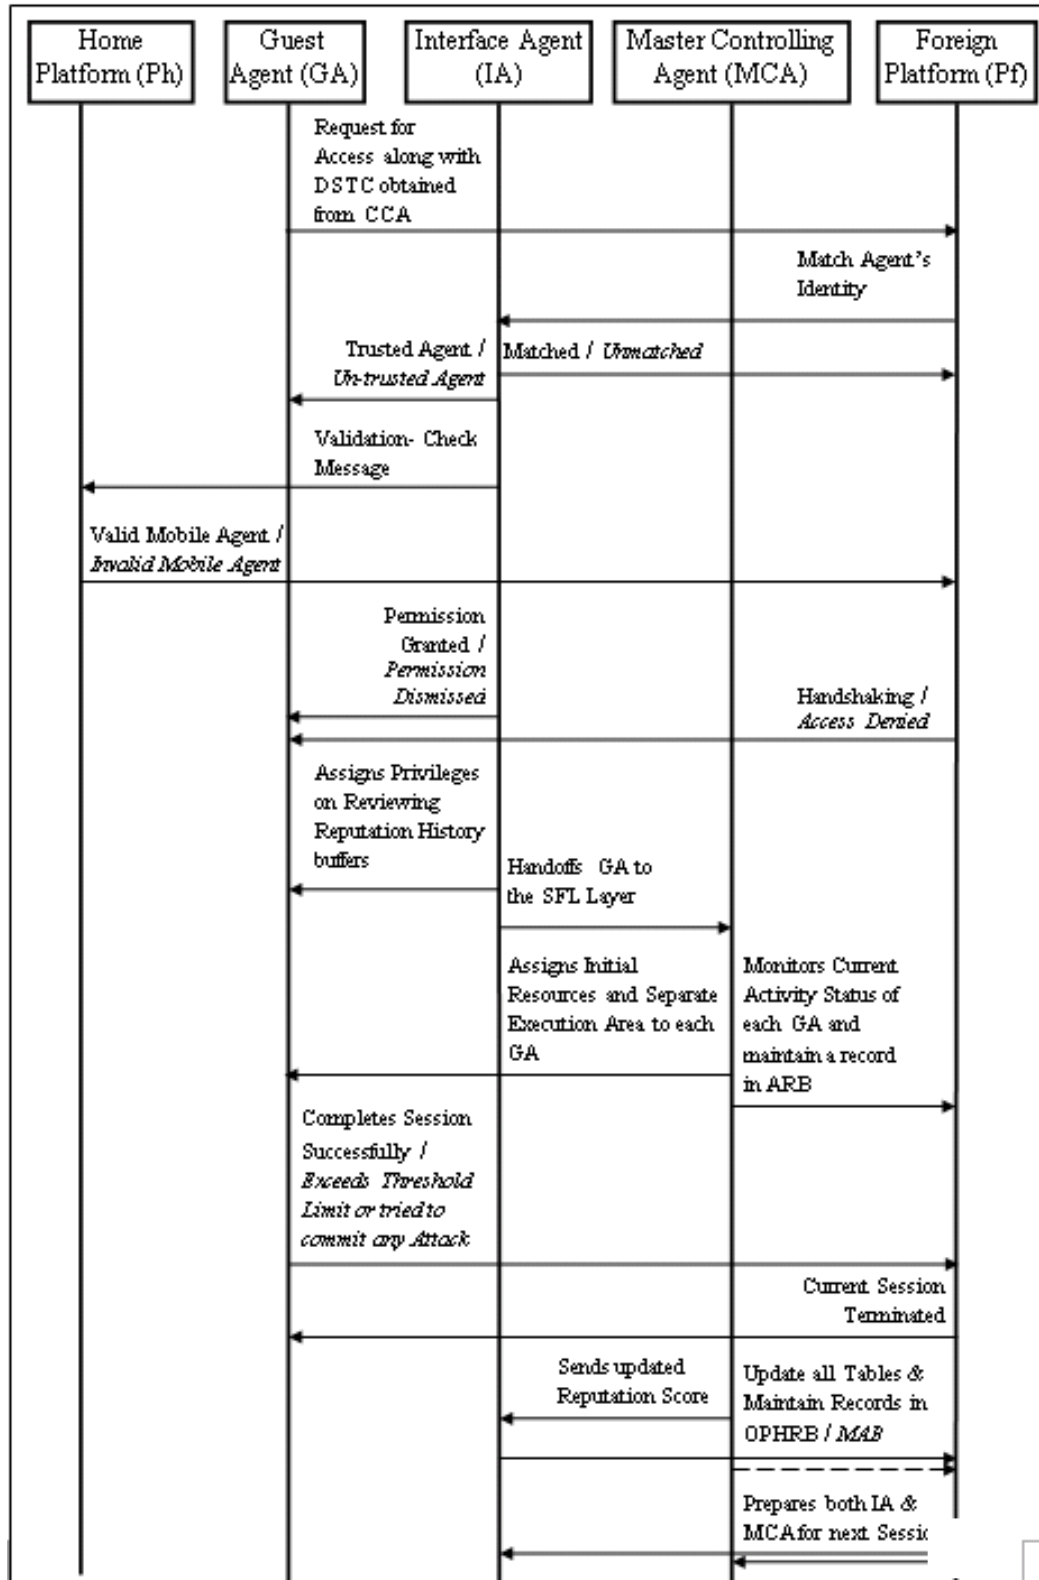 Home
Platform (Ph)
Guest
Agent (GA)
Interface Agent
(IA)
Master Controlling
Agent (MCA)
Foreign
Platform (Pf)
Request for
Access along with
DSTC obtained
from CCA
Match Agent's
Identity
Trusted Agent /
Un-trusted Agent
Matched / Unmatched
Validation- Check
Message
Valid Mobile Agent /
Invalid Mobile Agent
Permission
Granted /
Permission
Dismissed
Handshaking /
Access Denied
Assigns Privileges
on Reviewing
Reputation History
buffers
Handoffs GA to
the SFL Layer
Assigns Initial
Resources and Separate
Execution Area to each
GA
Monitors Current
Activity Status of
each GA and
maintain a record
in ARB
Completes Session
Successfully /
Exceeds Threshold
Limit or tried to
commit any Attack
Current Session
Terminated
Sends updated
Reputation Score
Update all Tables &
Maintain Records in
OPHRB / MAB
Prepares both IA &
MCA for next